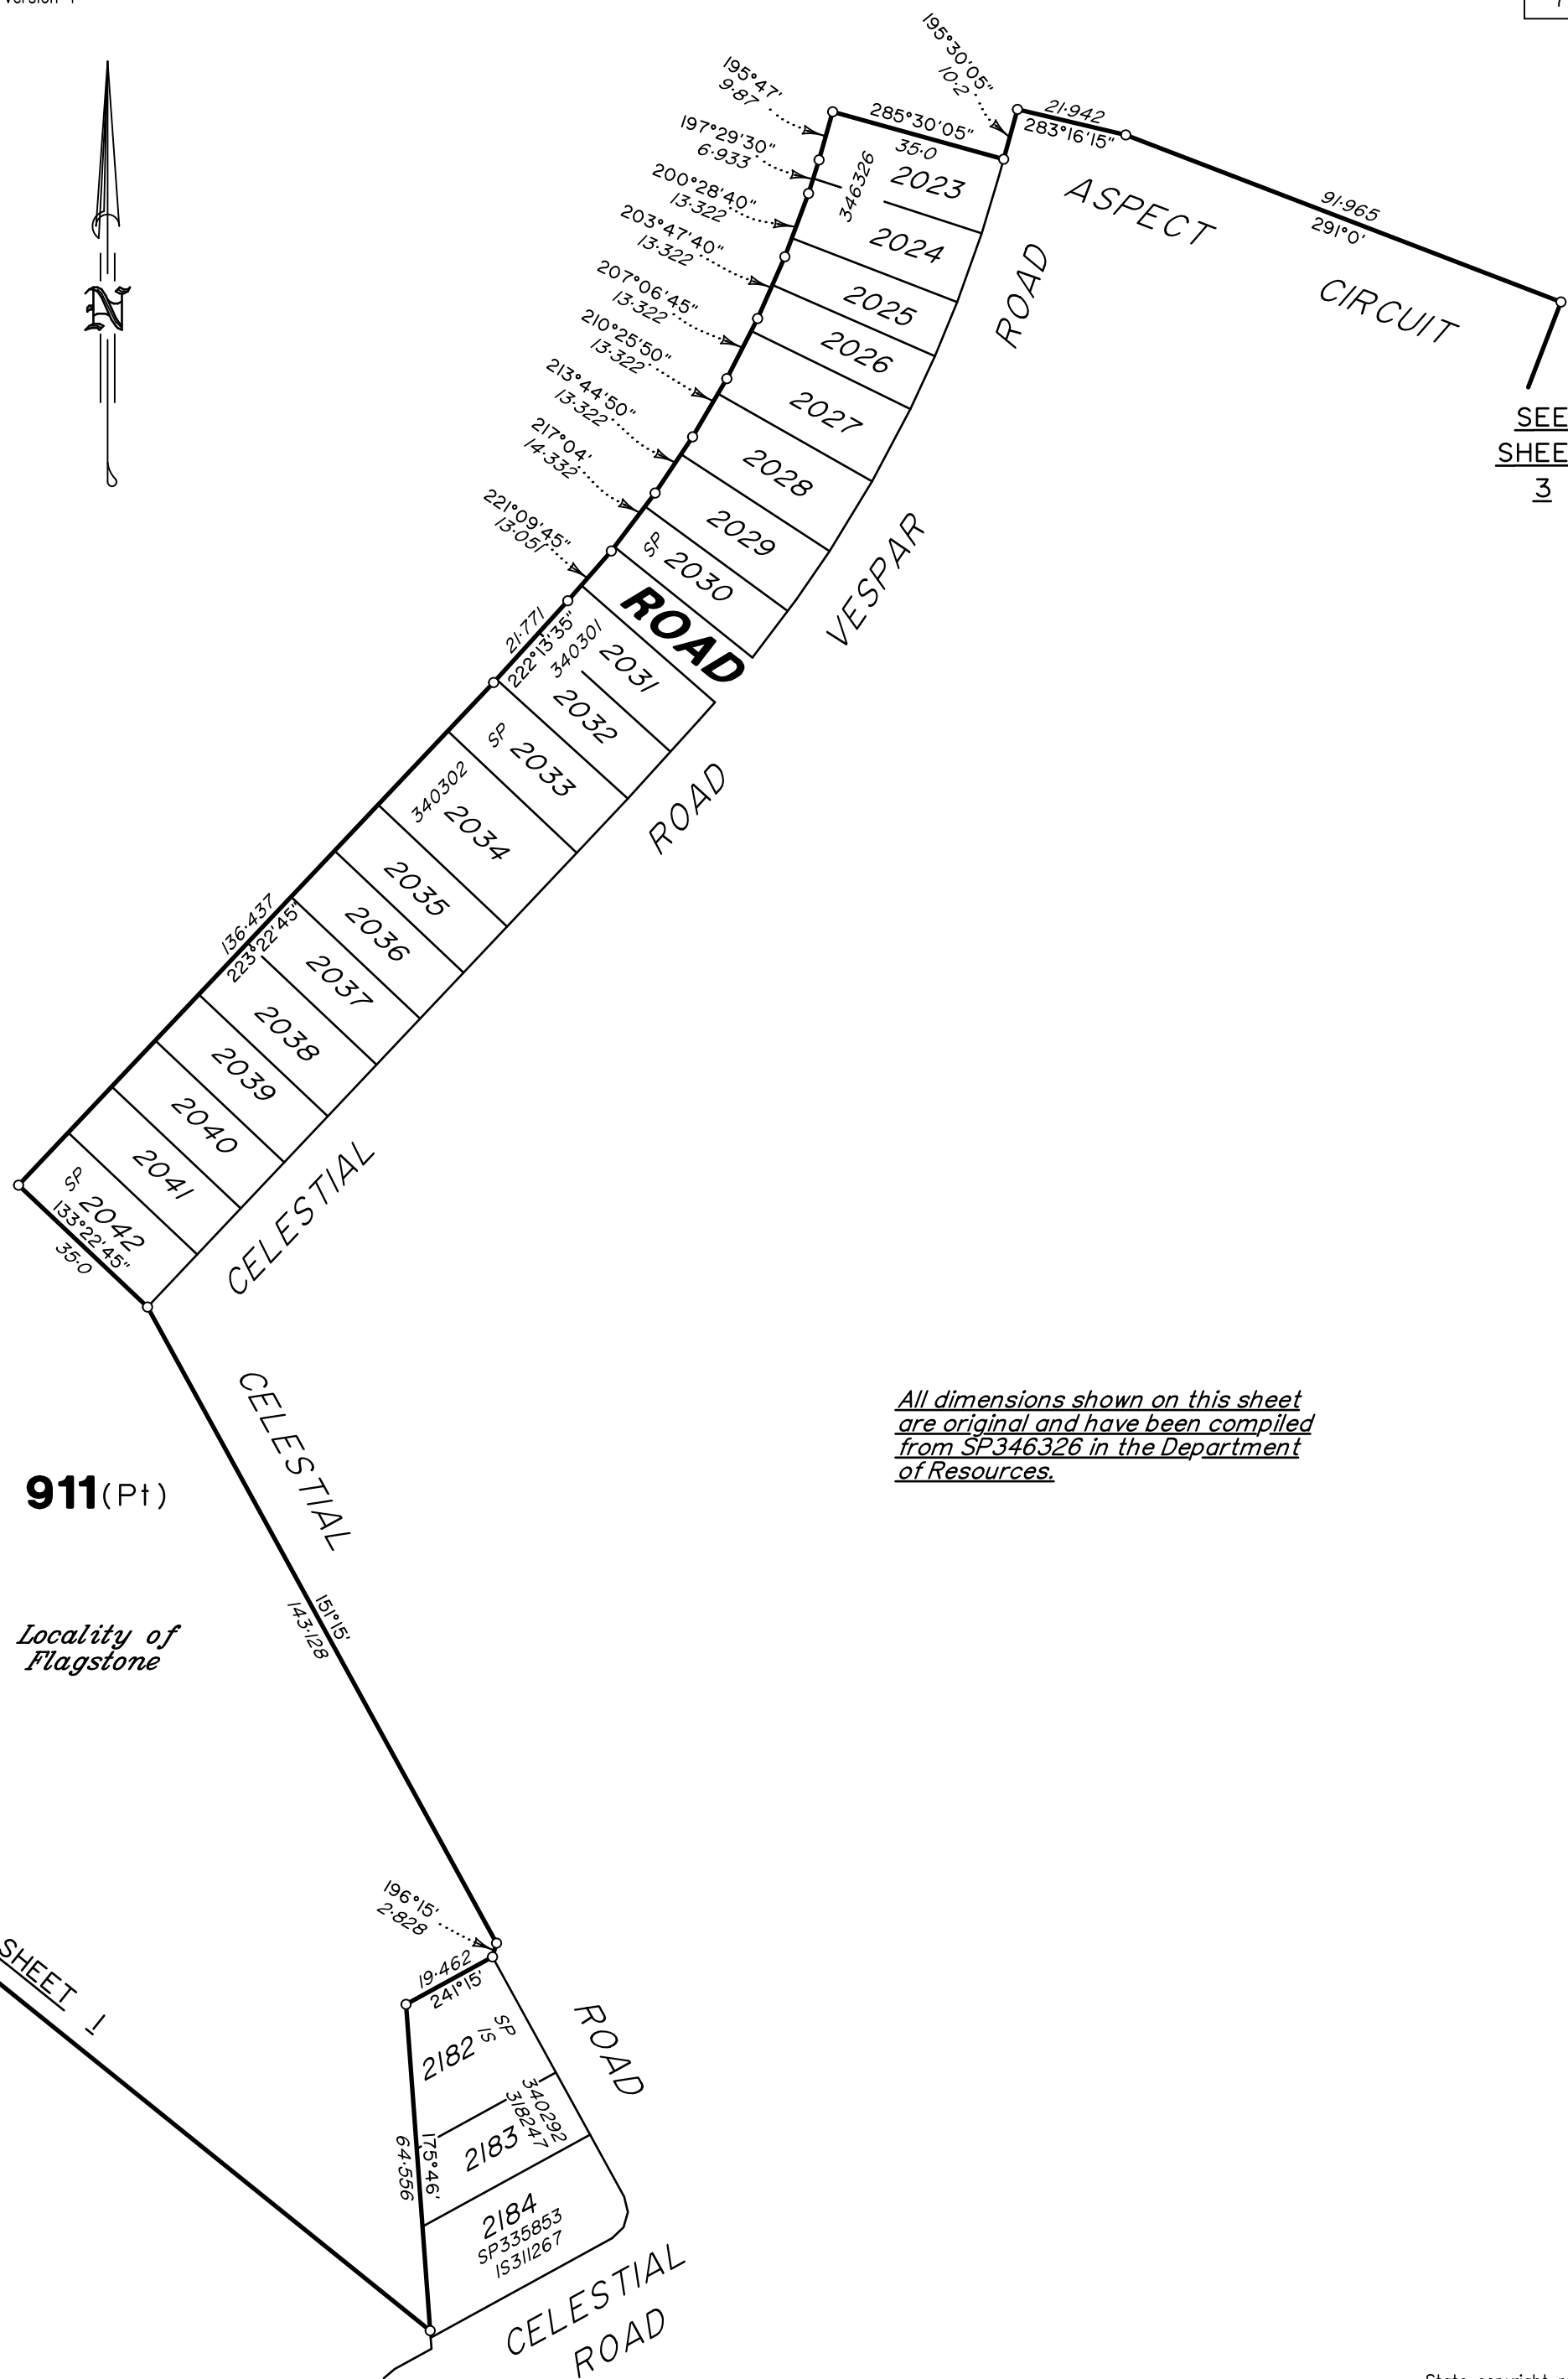 195°30'05"
10·2
195°47'
9·87
285°30'05"
35·0
21·942
283°16'15"
197°29'30"
6·933
346326
2023
ASPECT
91·965
291°0'
200°28'40"
13·322
2024
203°47'40"
13·322
ROAD
CIRCUIT
2025
207°06'45"
13·322
2026
210°25'50"
13·322
N
213°44'50"
13·322
2027
SEE
SHEE
3
217°04'
14·332
2028
221°09'45"
13·051
2029
VESPAR
SP
2030
ROAD
21·771
222°13'35"
340301
2031
2032
SP
2033
ROAD
340302
2034
2035
136·437
223°22'45"
2036
2037
2038
2039
2040
2041
CELESTIAL
SP
2042
133°22'45"
35·0
CELESTIAL
All dimensions shown on this sheet
are original and have been compiled
from SP346326 in the Department
of Resources.
911(Pt)
151°15'
143·128
Locality of
Flagstone
196°15'
2·828
SHEET 1
19·462
241°15'
ROAD
SP
IS
2182
340292
318247
2183
175°46'
64·556
2184
SP335853
IS311267
CELESTIAL
ROAD